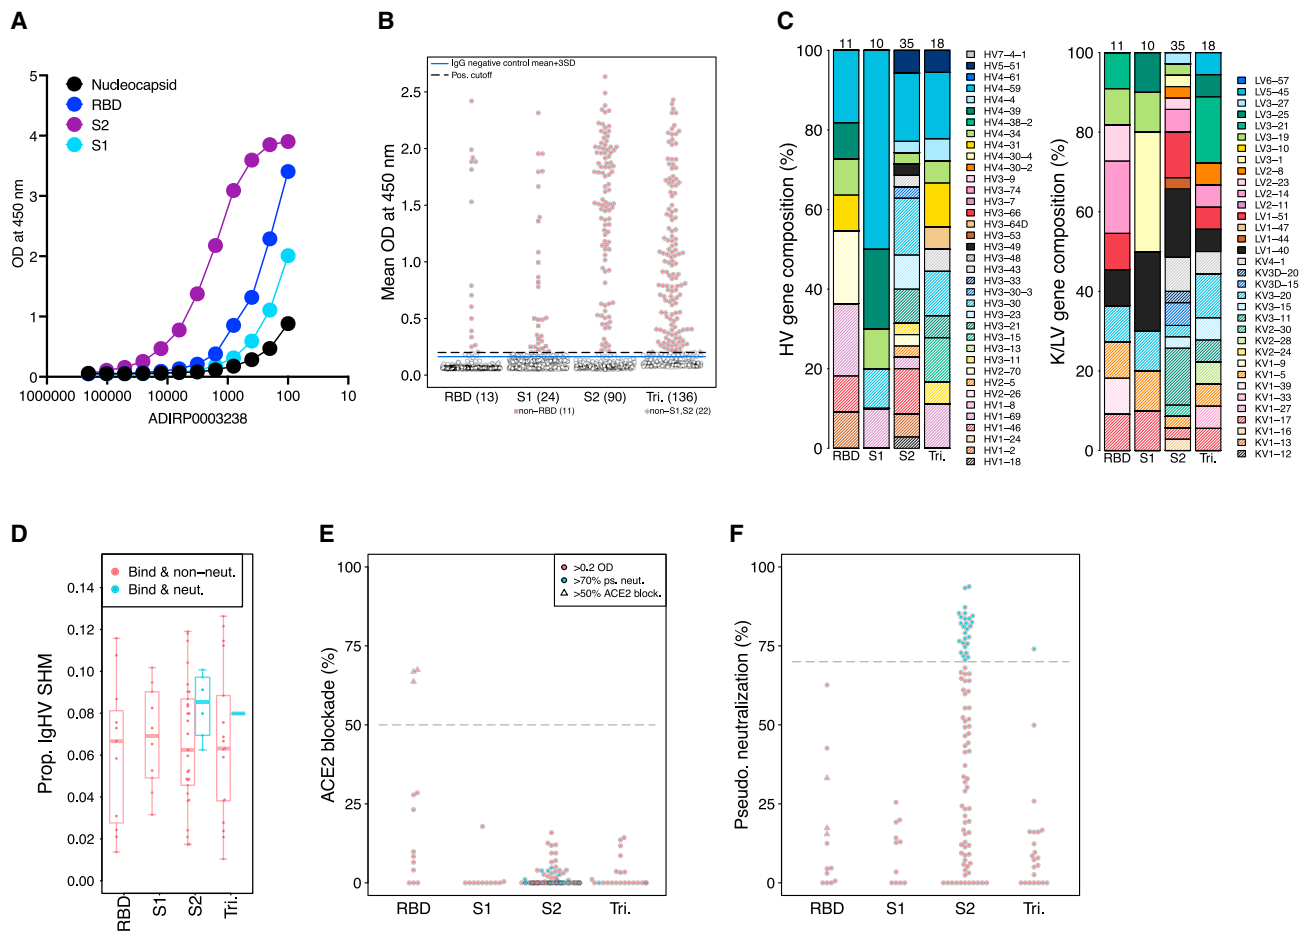 A
OD at 450 nm
5
4
3
2
1
0
Nucleocapsid
RBD
S2
S1
1000000
100000
10000
1000
100
10
ADIRP0003238
B
Mean OD at 450 nm
2.5
2.0
1.5
1.0
0.5
0.0
IgG negative control mean+3SD
Pos. cutoff
RBD (13)
S1 (24)
S2 (90)
Tri. (136)
non-RBD (11)
non-S1,S2 (22)
C
HV gene composition (%)
100
80
60
40
20
0
11 10 35 18
RBD S1 S2 Tri.
HV7-4-1
HV5-51
HV4-61
HV4-59
HV4-4
HV4-39
HV4-38-2
HV4-34
HV4-31
HV4-30-4
HV4-30-2
HV3-9
HV3-74
HV3-7
HV3-66
HV3-64D
HV3-53
HV3-49
HV3-48
HV3-43
HV3-33
HV3-30-3
HV3-30
HV3-23
HV3-21
HV3-15
HV3-13
HV3-11
HV2-70
HV2-5
HV2-26
HV1-8
HV1-69
HV1-46
HV1-24
HV1-2
HV1-18
K/LV gene composition (%)
100
80
60
40
20
0
11 10 35 18
RBD S1 S2 Tri.
LV6-57
LV5-45
LV3-27
LV3-25
LV3-21
LV3-19
LV3-10
LV3-1
LV2-8
LV2-23
LV2-14
LV2-11
LV1-51
LV1-47
LV1-44
LV1-40
KV4-1
KV3D-20
KV3D-15
KV3-20
KV3-15
KV3-11
KV2-30
KV2-28
KV2-24
KV1-9
KV1-5
KV1-39
KV1-33
KV1-27
KV1-17
KV1-16
KV1-13
KV1-12
D
Prop. IgHV SHM
0.14
0.12
0.10
0.08
0.06
0.04
0.02
0.00
Bind & non-neut.
Bind & neut.
RBD
S1
S2
Tri.
E
ACE2 blockade (%)
100
75
50
25
0
>0.2 OD
>70% ps. neut.
>50% ACE2 block.
RBD
S1
S2
Tri.
F
Pseudo. neutralization (%)
100
75
50
25
0
RBD
S1
S2
Tri.